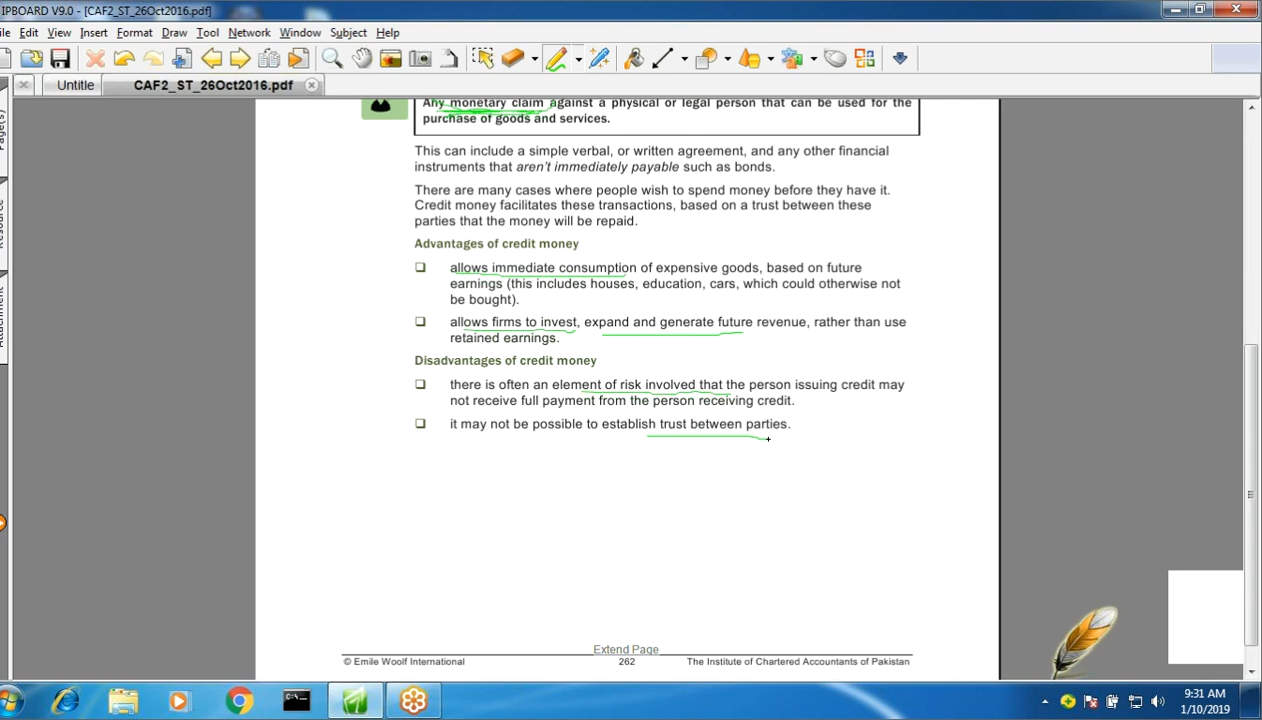 IPBOARD V9.0 - [CAF2_ST_26Oct2016.pdf]
ile Edit View Insert Format Draw Tool Network Window Subject Help
Untitle CAF2_ST_26Oct2016.pdf
Page(s)
Resource
Attachment
Any monetary claim against a physical or legal person that can be used for the
purchase of goods and services.
This can include a simple verbal, or written agreement, and any other financial
instruments that aren't immediately payable such as bonds.
There are many cases where people wish to spend money before they have it.
Credit money facilitates these transactions, based on a trust between these
parties that the money will be repaid.
Advantages of credit money
allows immediate consumption of expensive goods, based on future
earnings (this includes houses, education, cars, which could otherwise not
be bought).
allows firms to invest, expand and generate future revenue, rather than use
retained earnings.
Disadvantages of credit money
there is often an element of risk involved that the person issuing credit may
not receive full payment from the person receiving credit.
it may not be possible to establish trust between parties.
Extend Page
© Emile Woolf International 262 The Institute of Chartered Accountants of Pakistan
9:31 AM
1/10/2019